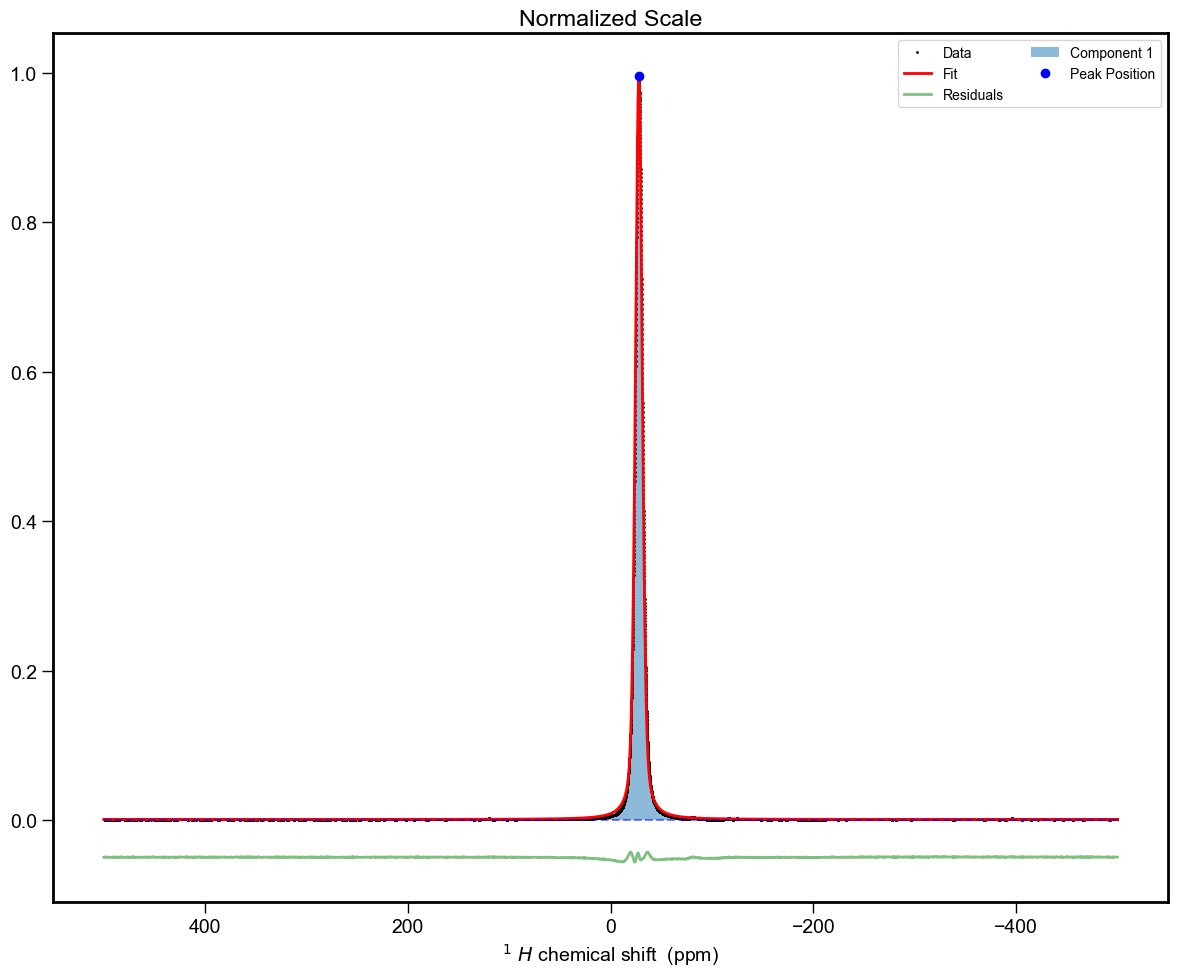 Normalized Scale
Data
Fit
Residuals
Component 1
Peak Position
1.0
0.8
0.6
0.4
0.2
0.0
400
200
0
−200
−400
¹ H chemical shift (ppm)